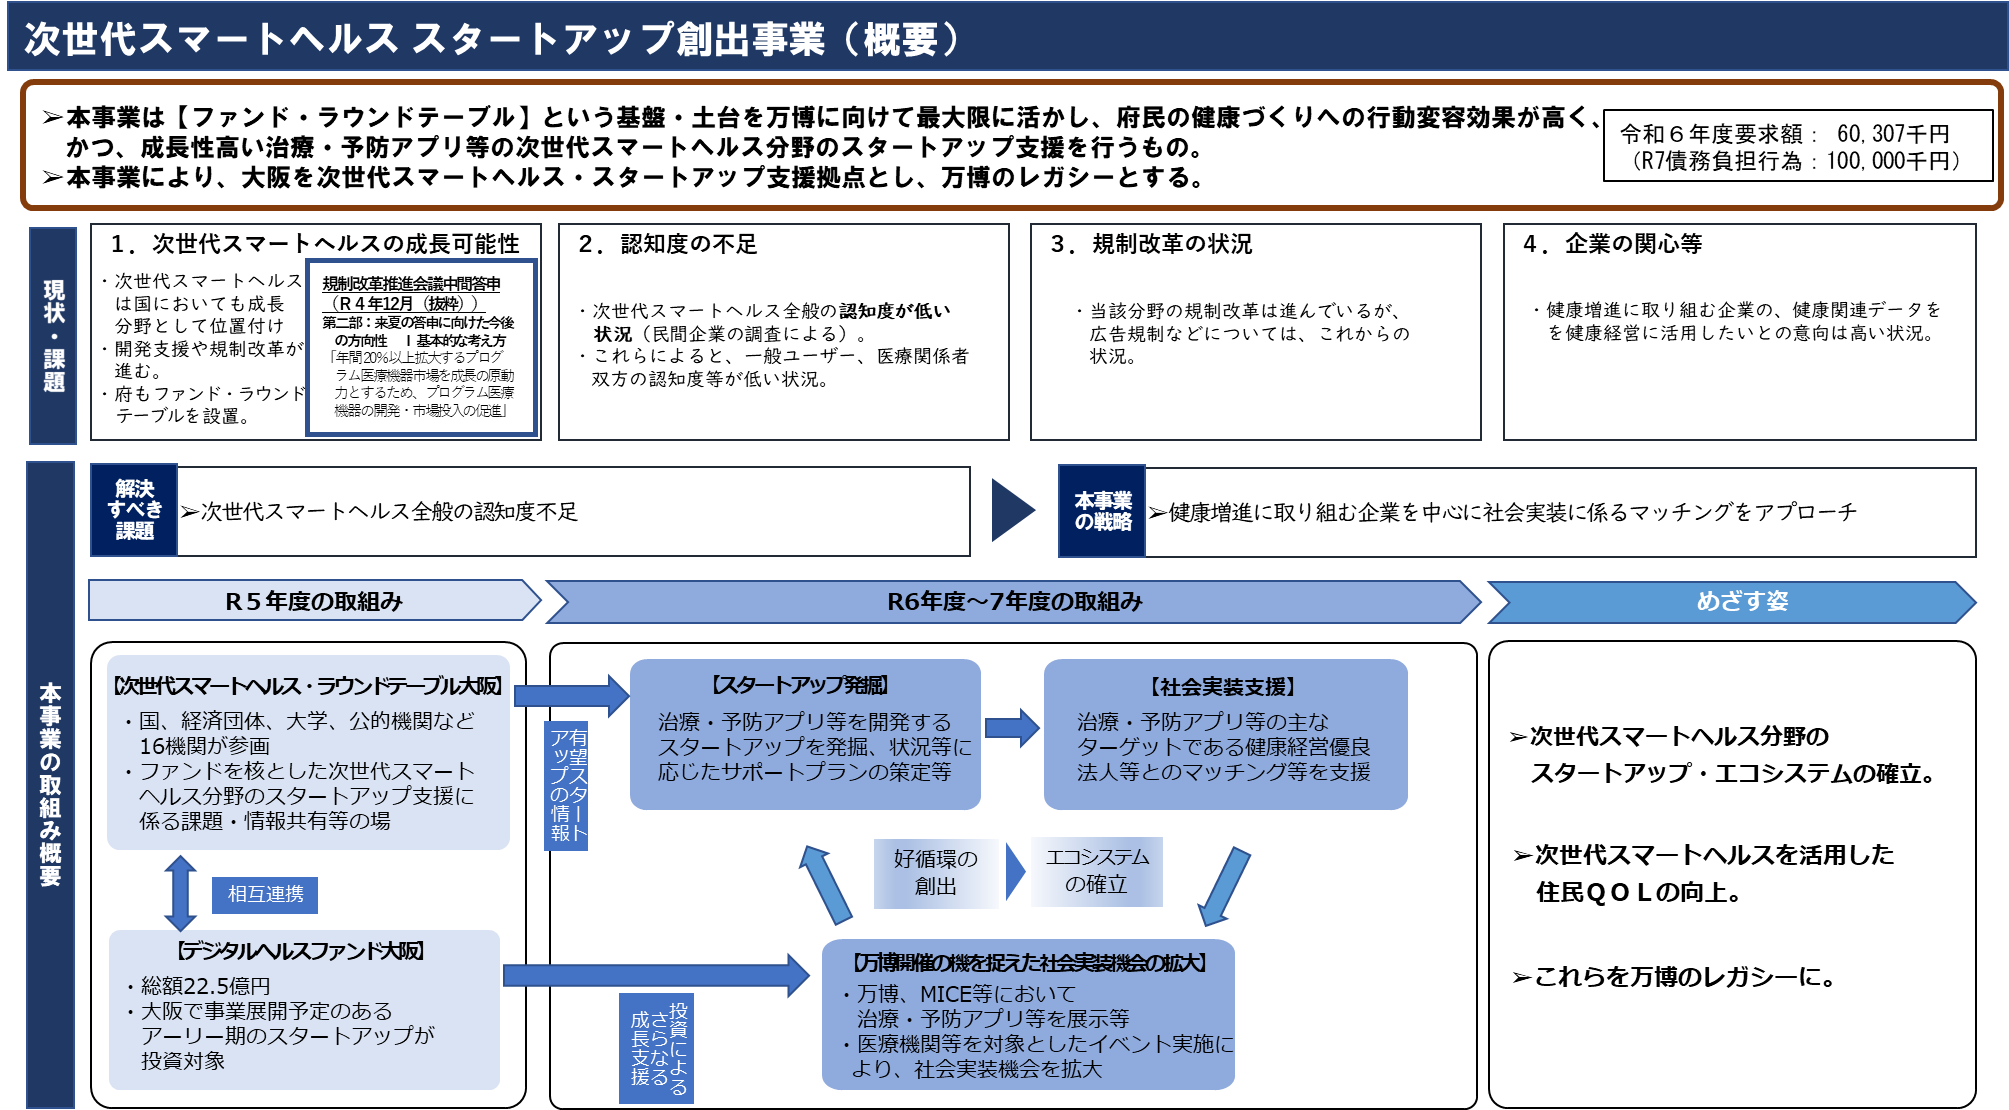 次世代スマートヘルス スタートアップ創出事業（概要）
➢本事業は【ファンド・ラウンドテーブル】という基盤・土台を万博に向けて最大限に活かし、府民の健康づくりへの行動変容効果が高く、
かつ、成長性高い治療・予防アプリ等の次世代スマートヘルス分野のスタートアップ支援を行うもの。
➢本事業により、大阪を次世代スマートヘルス・スタートアップ支援拠点とし、万博のレガシーとする。
令和６年度要求額： 60,307千円
（R7債務負担行為：100,000千円）
現状・課題
１．次世代スマートヘルスの成長可能性
・次世代スマートヘルス
は国においても成長
分野として位置付け
・開発支援や規制改革が
進む。
・府もファンド・ラウンド
テーブルを設置。
規制改革推進会議中間答申
（Ｒ４年12月（抜粋））
第二部：来夏の答申に向けた今後
の方向性　Ⅰ 基本的な考え方
「年間20%以上拡大するプログ
ラム医療機器市場を成長の原動
力とするため、プログラム医療
機器の開発・市場投入の促進」
２．認知度の不足
・次世代スマートヘルス全般の認知度が低い
状況（民間企業の調査による）。
・これらによると、一般ユーザー、医療関係者
双方の認知度等が低い状況。
３．規制改革の状況
・当該分野の規制改革は進んでいるが、
広告規制などについては、これからの
状況。
４．企業の関心等
・健康増進に取り組む企業の、健康関連データを
を健康経営に活用したいとの意向は高い状況。
本事業の取組み概要
解決
すべき
課題
➢次世代スマートヘルス全般の認知度不足
本事業
の戦略
➢健康増進に取り組む企業を中心に社会実装に係るマッチングをアプローチ
R５年度の取組み
R6年度～7年度の取組み
めざす姿
【次世代スマートヘルス・ラウンドテーブル大阪】
・国、経済団体、大学、公的機関など
16機関が参画
・ファンドを核とした次世代スマート
ヘルス分野のスタートアップ支援に
係る課題・情報共有等の場
相互連携
【デジタルヘルスファンド大阪】
・総額22.5億円
・大阪で事業展開予定のある
アーリー期のスタートアップが
投資対象
有望スタート
アップの情報
【スタートアップ発掘】
治療・予防アプリ等を開発する
スタートアップを発掘、状況等に
応じたサポートプランの策定等
【社会実装支援】
治療・予防アプリ等の主な
ターゲットである健康経営優良
法人等とのマッチング等を支援
好循環の
創出
エコシステム
の確立
投資による
さらなる
成長支援
【万博開催の機を捉えた社会実装機会の拡大】
・万博、MICE等において
治療・予防アプリ等を展示等
・医療機関等を対象としたイベント実施に
より、社会実装機会を拡大
➢次世代スマートヘルス分野の
スタートアップ・エコシステムの確立。
➢次世代スマートヘルスを活用した
住民ＱＯＬの向上。
➢これらを万博のレガシーに。